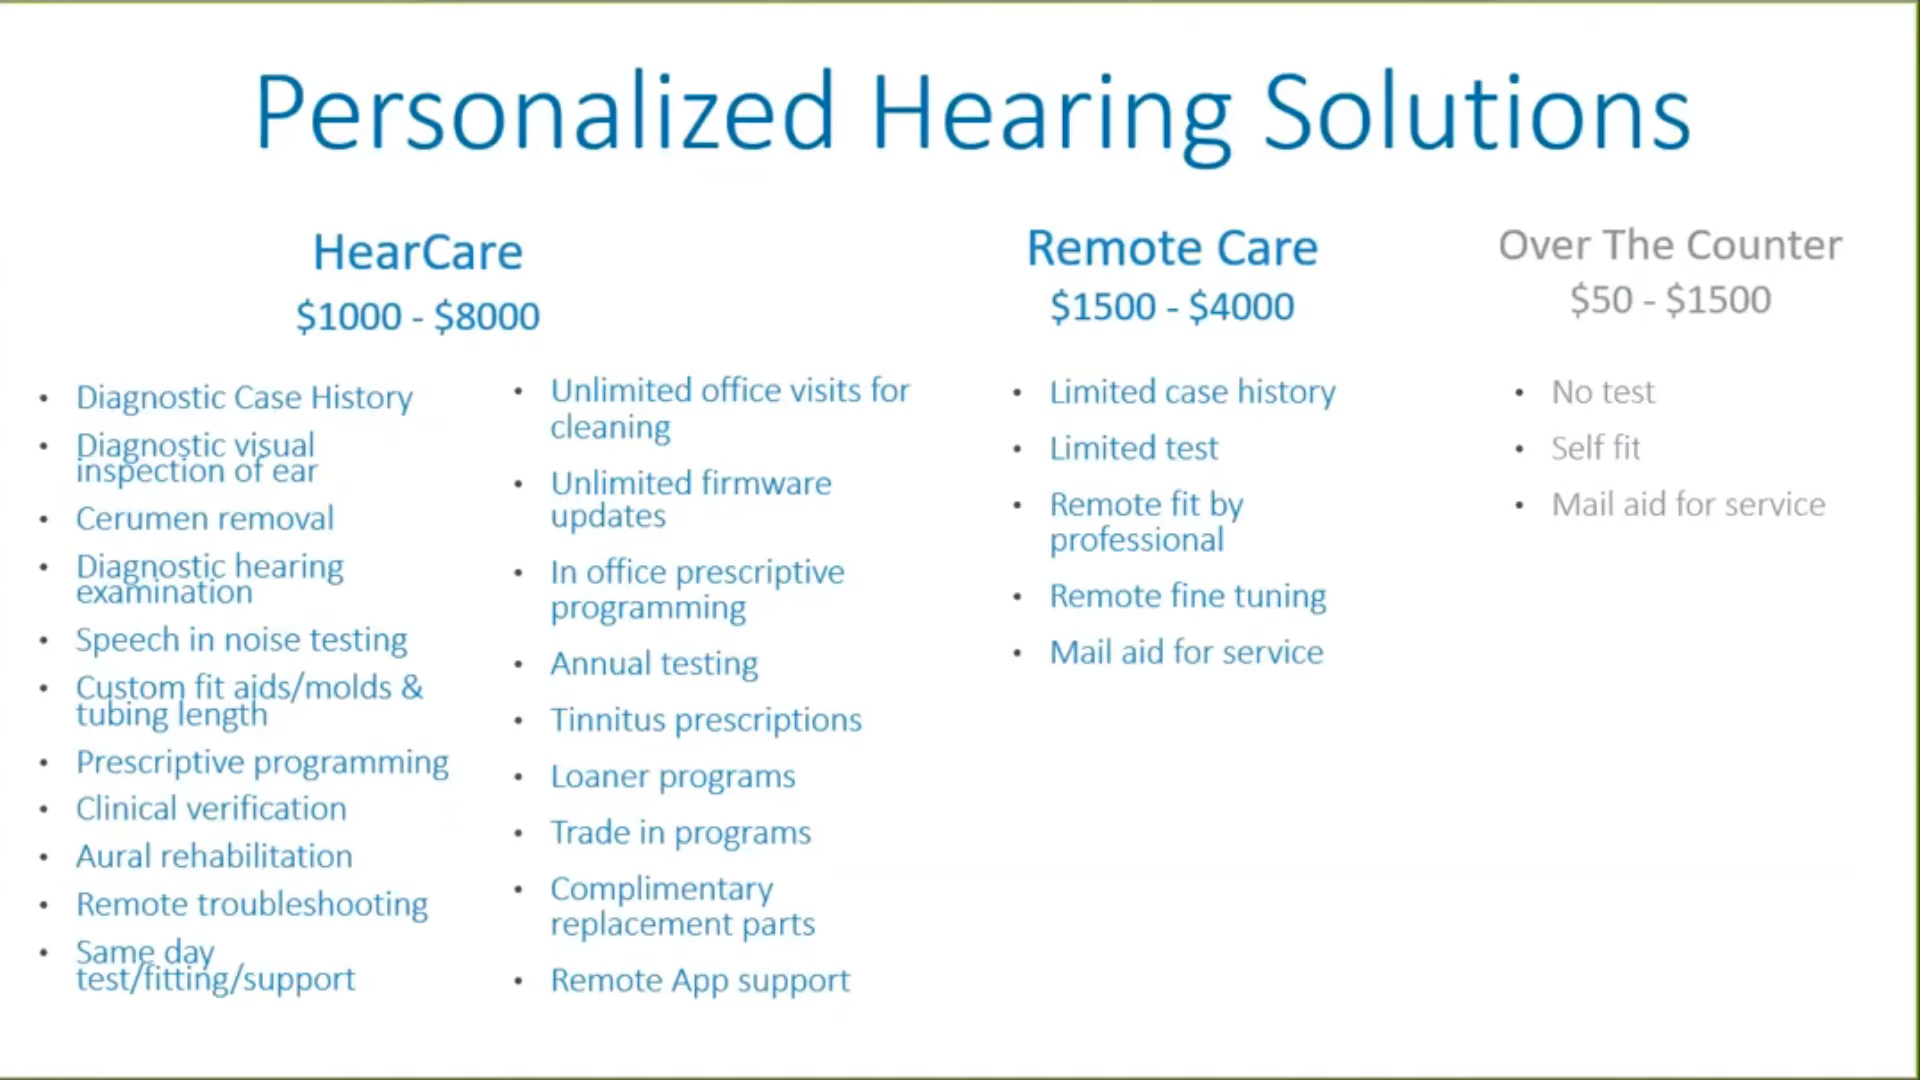 Personalized Hearing Solutions
HearCare
$1000 - $8000
• Diagnostic Case History
• Diagnostic visual
inspection of ear
• Cerumen removal
• Diagnostic hearing
examination
• Speech in noise testing
• Custom fit aids/molds &
tubing length
• Prescriptive programming
• Clinical verification
• Aural rehabilitation
• Remote troubleshooting
• Same day
test/fitting/support
• Unlimited office visits for
cleaning
• Unlimited firmware
updates
• In office prescriptive
programming
• Annual testing
• Tinnitus prescriptions
• Loaner programs
• Trade in programs
• Complimentary
replacement parts
• Remote App support
Remote Care
$1500 - $4000
• Limited case history
• Limited test
• Remote fit by
professional
• Remote fine tuning
• Mail aid for service
Over The Counter
$50 - $1500
• No test
• Self fit
• Mail aid for service